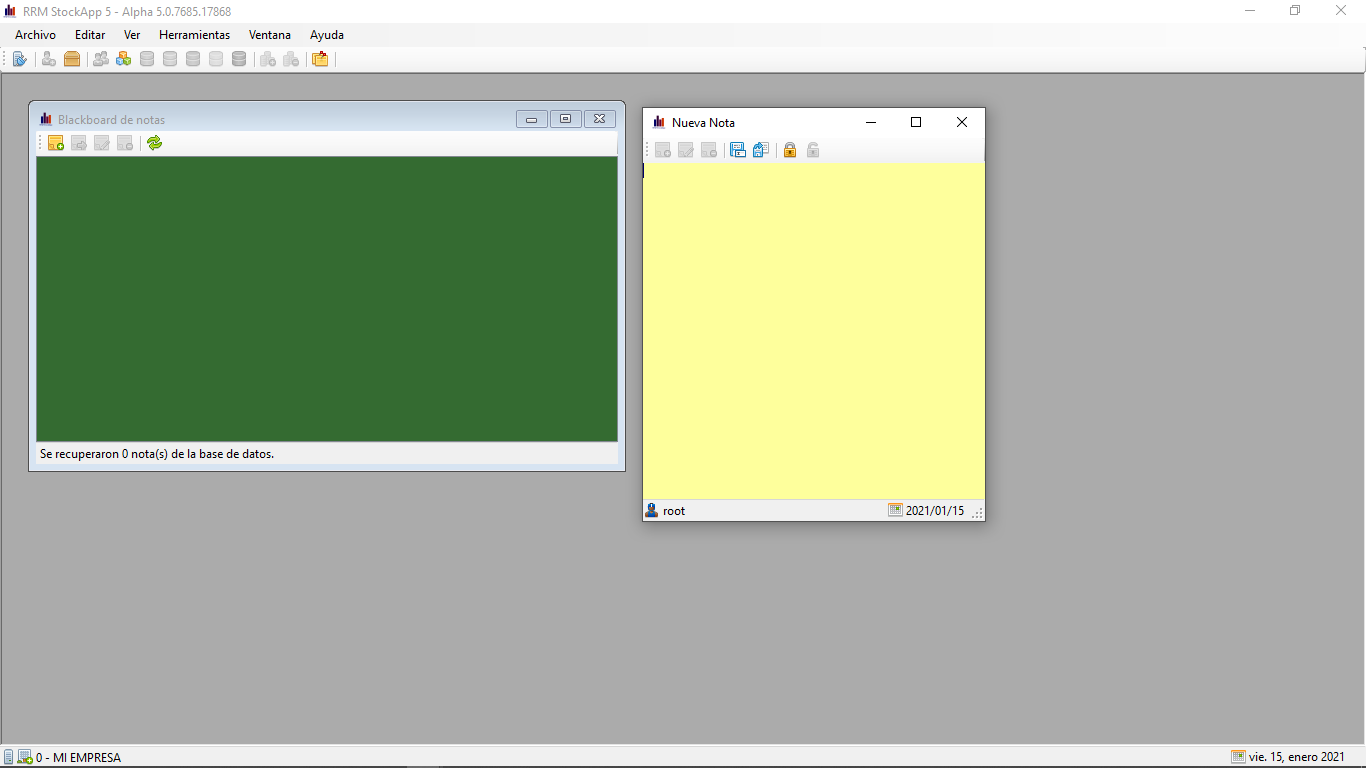 RRM StockApp 5 - Alpha 5.0.7685.17868
Archivo Editar Ver Herramientas Ventana Ayuda
Blackboard de notas
Se recuperaron 0 nota(s) de la base de datos.
Nueva Nota
root 2021/01/15
0 - MI EMPRESA
vie. 15, enero 2021